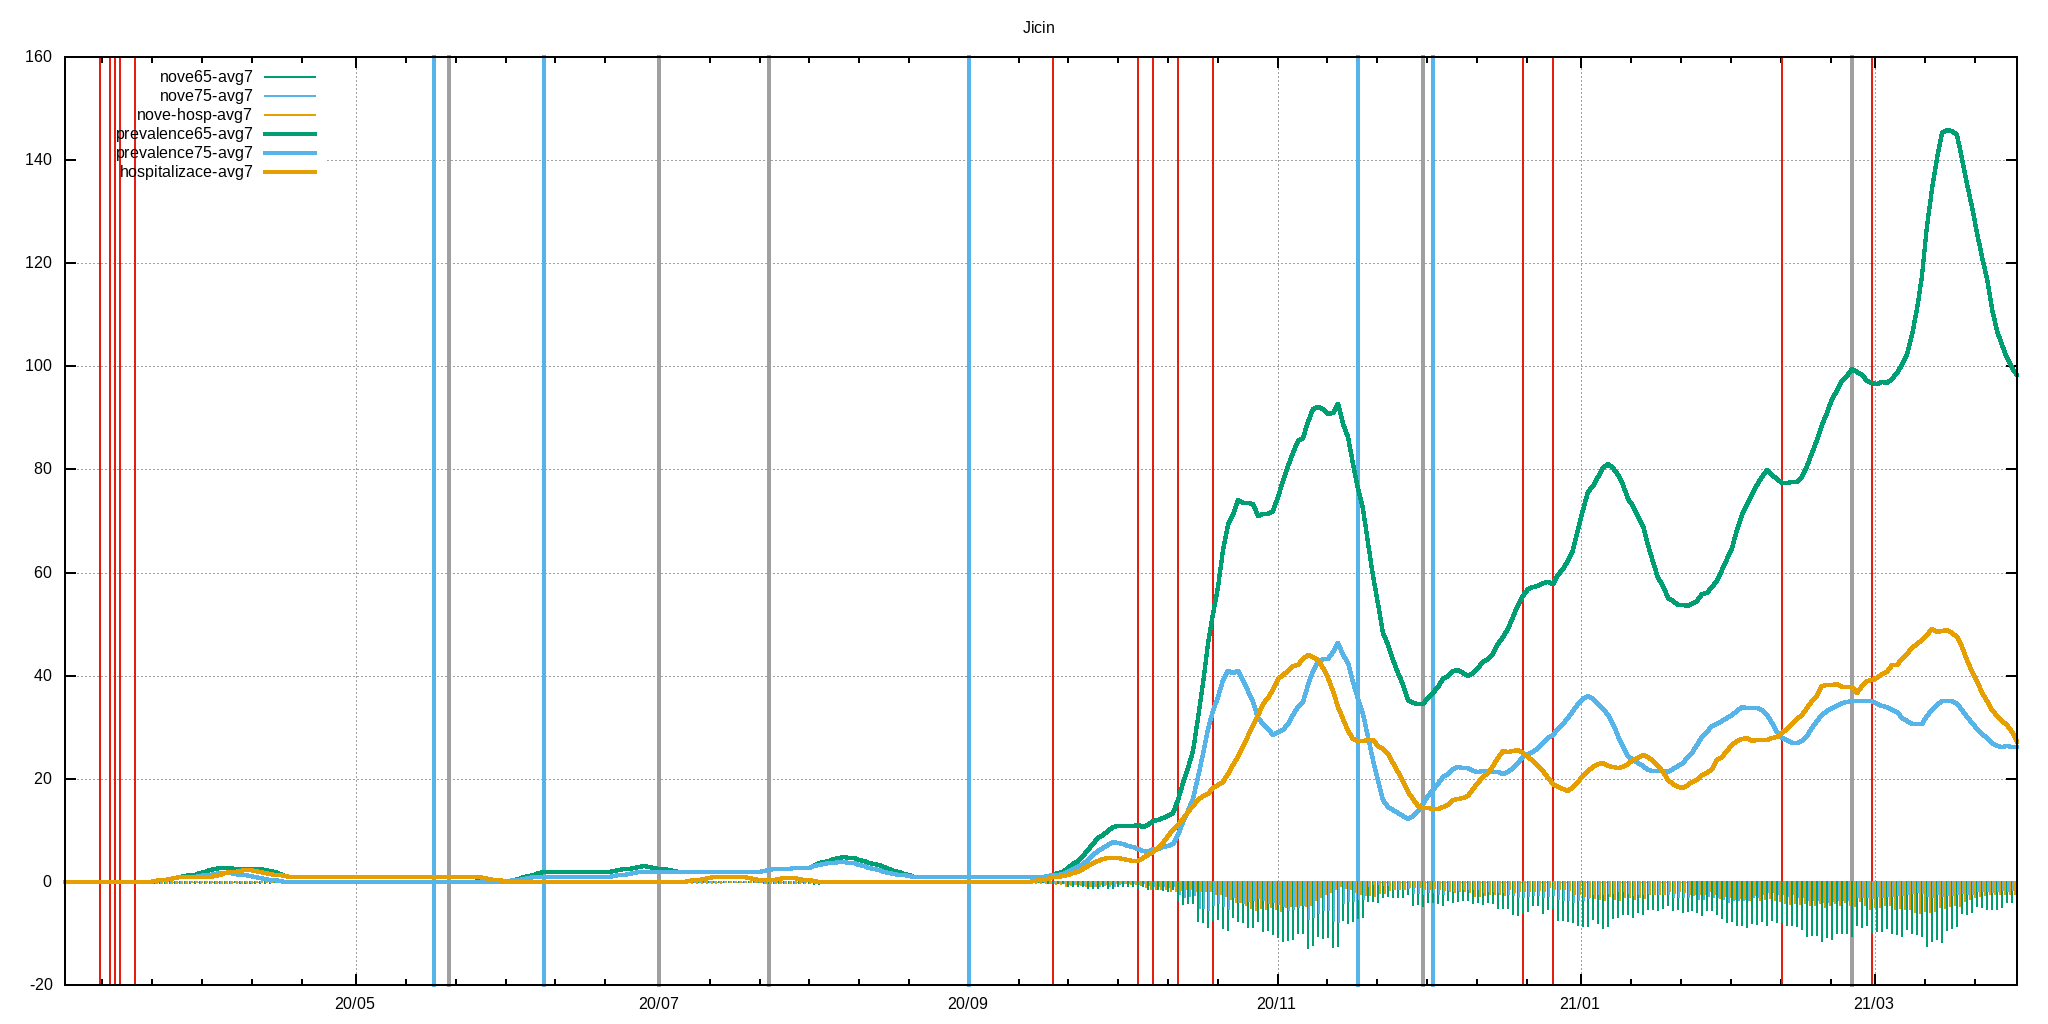 Jicin
160
nove65-avg7
nove75-avg7
nove-hosp-avg7
prevalence65-avg7
prevalence75-avg7
hospitalizace-avg7
140
120
100
80
60
40
20
0
-20
20/05 20/07 20/09 20/11 21/01 21/03